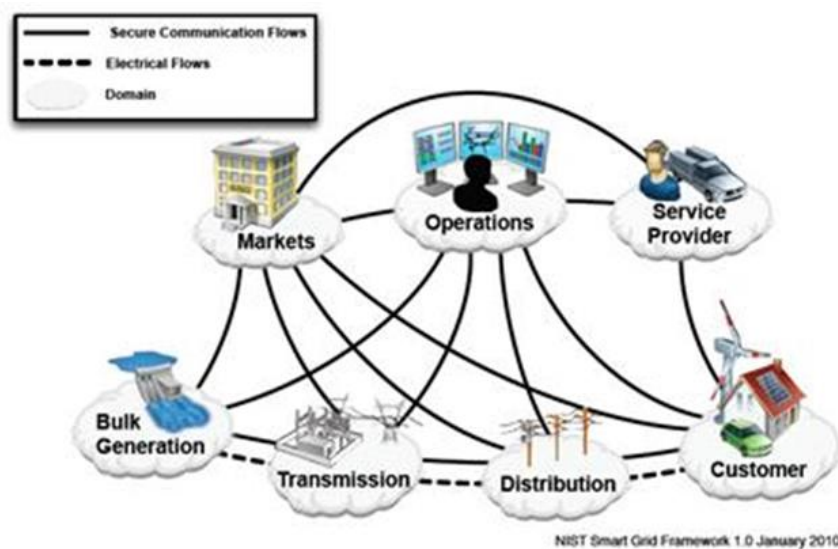 Secure Communication Flows
Electrical Flows
Domain
Markets
Operations
Service
Provider
Bulk
Generation
Transmission
Distribution
Customer
NIST Smart Grid Framework 1.0 January 2010